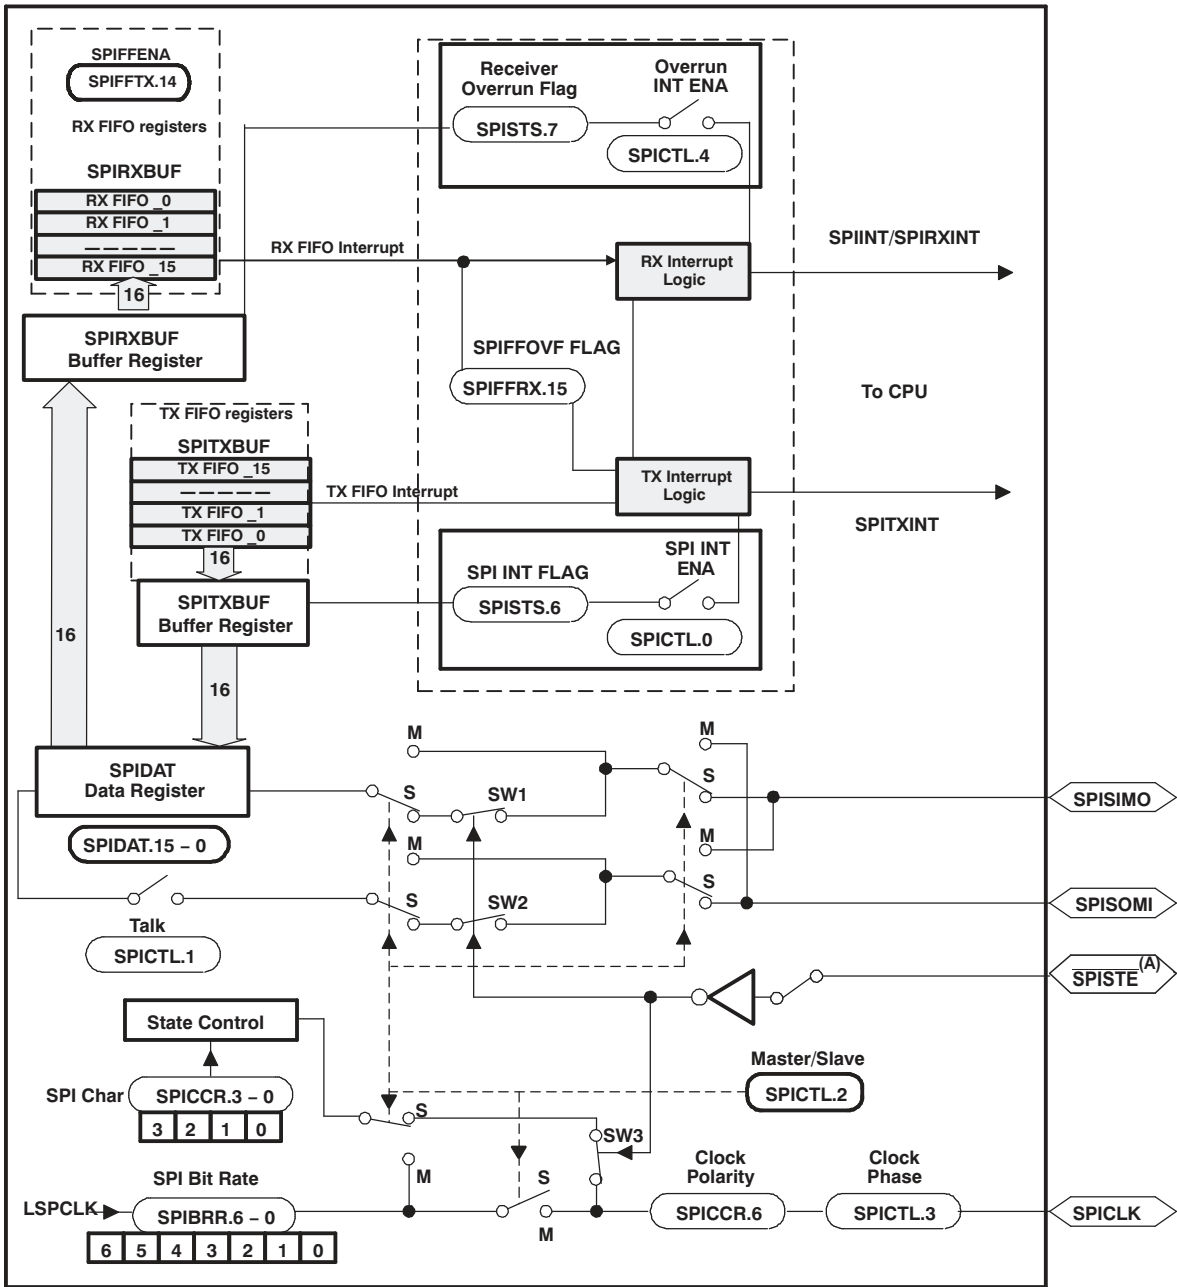 SPIFFENA
SPIFFTX.14
RX FIFO registers
SPIRXBUF
RX FIFO _0
RX FIFO _1
–––––
RX FIFO _15
16
SPIRXBUF
Buffer Register
Receiver
Overrun Flag
SPISTS.7
Overrun
INT ENA
SPICTL.4
RX FIFO Interrupt
RX Interrupt
Logic
SPIINT/SPIRXINT
SPIFFOVF FLAG
SPIFFRX.15
To CPU
TX FIFO registers
SPITXBUF
TX FIFO _15
–––––
TX FIFO _1
TX FIFO _0
16
TX FIFO Interrupt
TX Interrupt
Logic
SPITXINT
SPITXBUF
Buffer Register
SPI INT FLAG
SPISTS.6
SPI INT
ENA
SPICTL.0
16
16
SPIDAT
Data Register
SPIDAT.15 – 0
M
S
SW1
M
S
SW2
M
S
M
S
SPISIMO
SPISOMI
SPISTE (A)
Talk
SPICTL.1
State Control
SPI Char
SPICCR.3 – 0
3 2 1 0
Master/Slave
SPICTL.2
S
M
SW3
S
M
SPI Bit Rate
LSPCLK
SPIBRR.6 – 0
6 5 4 3 2 1 0
Clock
Polarity
SPICCR.6
Clock
Phase
SPICTL.3
SPICLK